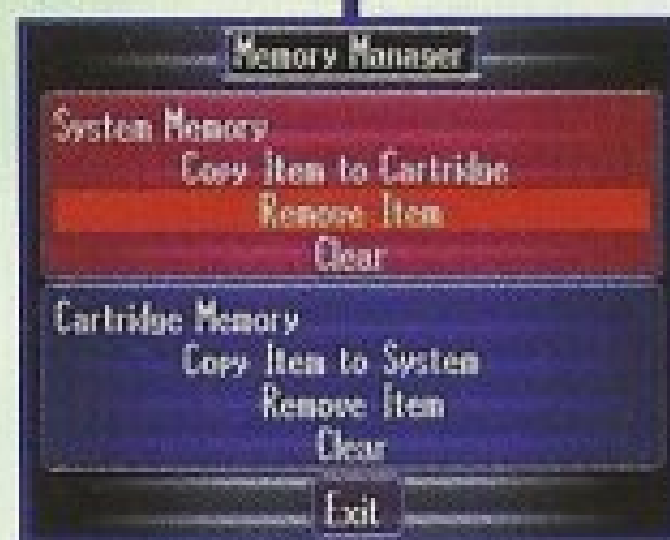 Memory Manager
System Memory
Copy Item to Cartridge
Remove Item
Clear
Cartridge Memory
Copy Item to System
Remove Item
Clear
Exit